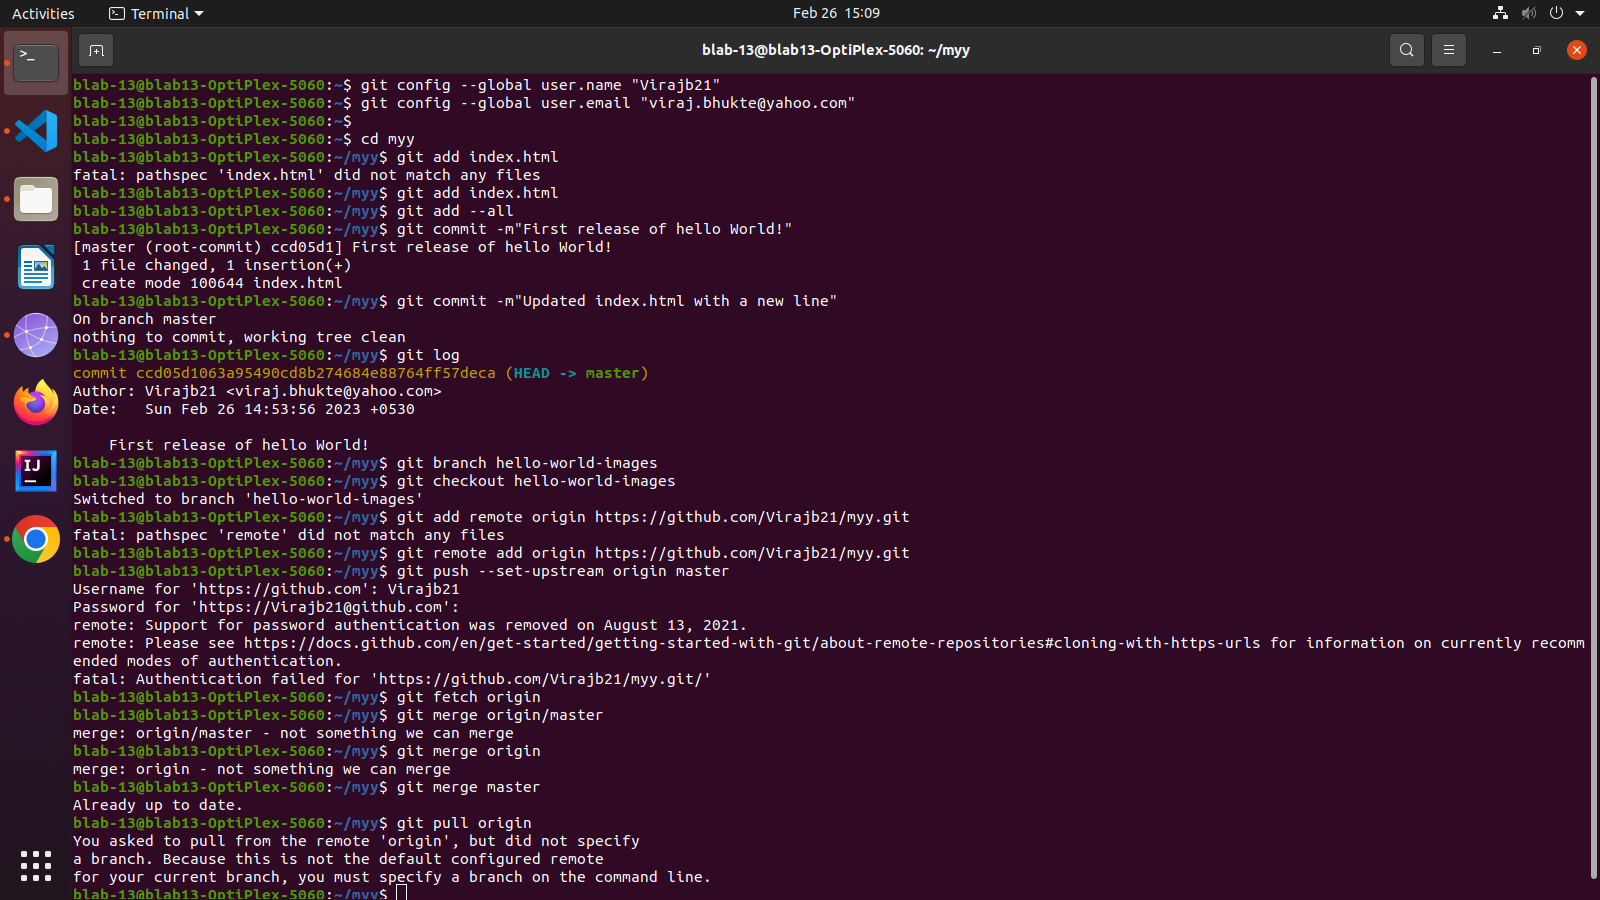 Activities
Terminal
Feb 26 15:09
blab-13@blab13-OptiPlex-5060: ~/myy
blab-13@blab13-OptiPlex-5060:~$ git config --global user.name "Virajb21"
blab-13@blab13-OptiPlex-5060:~$ git config --global user.email "viraj.bhukte@yahoo.com"
blab-13@blab13-OptiPlex-5060:~$
blab-13@blab13-OptiPlex-5060:~$ cd myy
blab-13@blab13-OptiPlex-5060:~/myy$ git add index.html
fatal: pathspec 'index.html' did not match any files
blab-13@blab13-OptiPlex-5060:~/myy$ git add index.html
blab-13@blab13-OptiPlex-5060:~/myy$ git add --all
blab-13@blab13-OptiPlex-5060:~/myy$ git commit -m"First release of hello World!"
[master (root-commit) ccd05d1] First release of hello World!
 1 file changed, 1 insertion(+)
 create mode 100644 index.html
blab-13@blab13-OptiPlex-5060:~/myy$ git commit -m"Updated index.html with a new line"
On branch master
nothing to commit, working tree clean
blab-13@blab13-OptiPlex-5060:~/myy$ git log
commit ccd05d1063a95490cd8b274684e88764ff57deca (HEAD -> master)
Author: Virajb21 <viraj.bhukte@yahoo.com>
Date:   Sun Feb 26 14:53:56 2023 +0530
    First release of hello World!
blab-13@blab13-OptiPlex-5060:~/myy$ git branch hello-world-images
blab-13@blab13-OptiPlex-5060:~/myy$ git checkout hello-world-images
Switched to branch 'hello-world-images'
blab-13@blab13-OptiPlex-5060:~/myy$ git add remote origin https://github.com/Virajb21/myy.git
fatal: pathspec 'remote' did not match any files
blab-13@blab13-OptiPlex-5060:~/myy$ git remote add origin https://github.com/Virajb21/myy.git
blab-13@blab13-OptiPlex-5060:~/myy$ git push --set-upstream origin master
Username for 'https://github.com': Virajb21
Password for 'https://Virajb21@github.com':
remote: Support for password authentication was removed on August 13, 2021.
remote: Please see https://docs.github.com/en/get-started/getting-started-with-git/about-remote-repositories#cloning-with-https-urls for information on currently recomm
ended modes of authentication.
fatal: Authentication failed for 'https://github.com/Virajb21/myy.git/'
blab-13@blab13-OptiPlex-5060:~/myy$ git fetch origin
blab-13@blab13-OptiPlex-5060:~/myy$ git merge origin/master
merge: origin/master - not something we can merge
blab-13@blab13-OptiPlex-5060:~/myy$ git merge origin
merge: origin - not something we can merge
blab-13@blab13-OptiPlex-5060:~/myy$ git merge master
Already up to date.
blab-13@blab13-OptiPlex-5060:~/myy$ git pull origin
You asked to pull from the remote 'origin', but did not specify
a branch. Because this is not the default configured remote
for your current branch, you must specify a branch on the command line.
blab-13@blab13-OptiPlex-5060:~/myy$
IJ